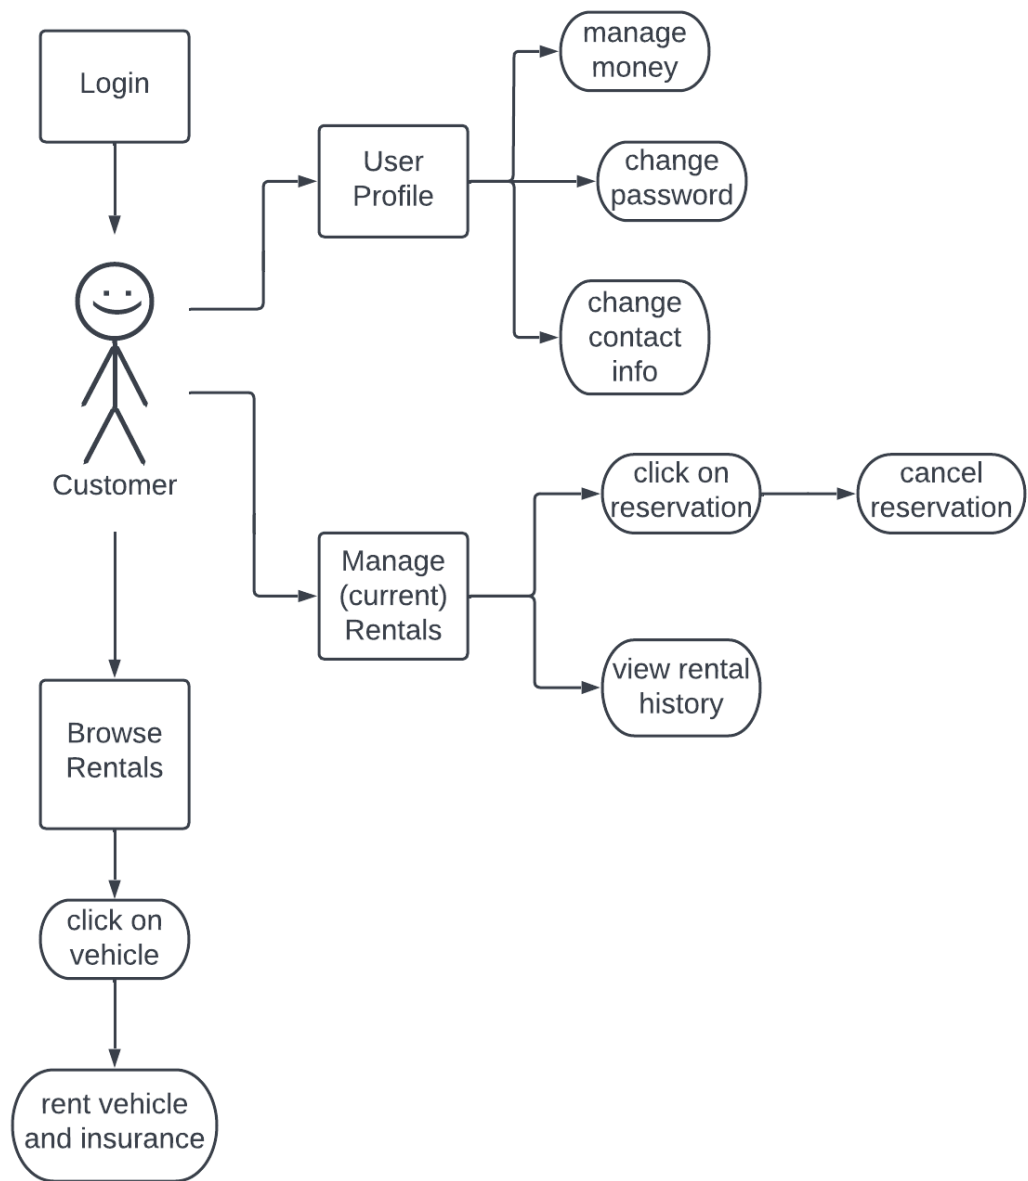 Login
manage
money
User
Profile
change
password
change
contact
info
Customer
click on
reservation
cancel
reservation
Manage
(current)
Rentals
view rental
history
Browse
Rentals
click on
vehicle
rent vehicle
and insurance